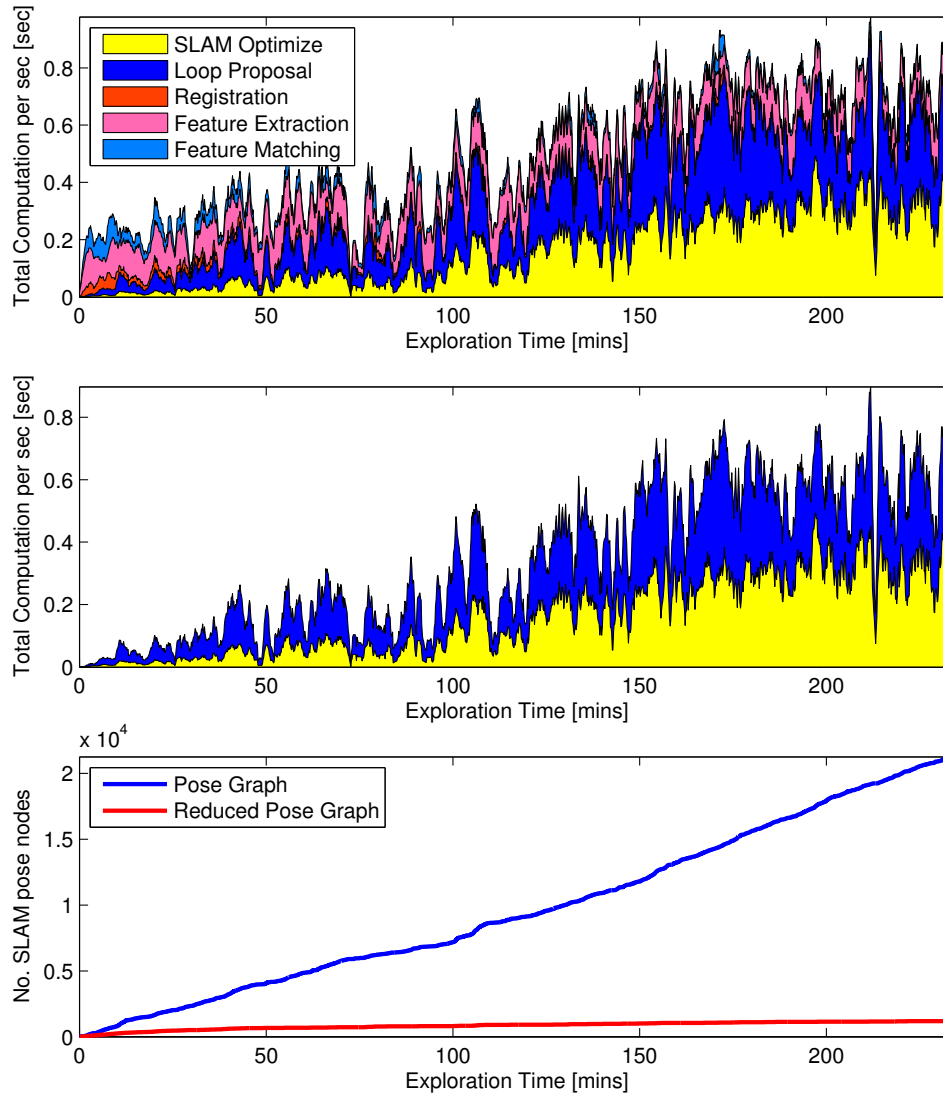 Total Computation per sec [sec]
0.8
0.6
0.4
0.2
0
SLAM Optimize
Loop Proposal
Registration
Feature Extraction
Feature Matching
0 50 100 150 200
Exploration Time [mins]
Total Computation per sec [sec]
0.8
0.6
0.4
0.2
0
0 50 100 150 200
Exploration Time [mins]
x 10^4
No. SLAM pose nodes
2
1.5
1
0.5
0
Pose Graph
Reduced Pose Graph
0 50 100 150 200
Exploration Time [mins]